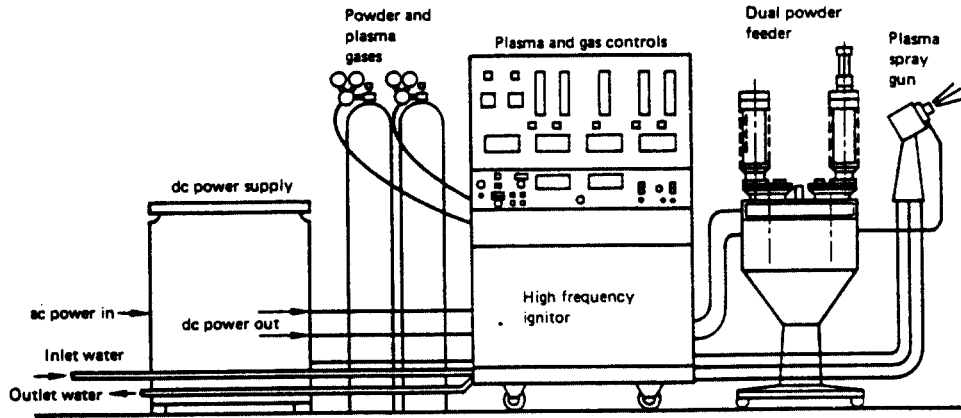 Powder and
plasma
gases
Plasma and gas controls
Dual powder
feeder
Plasma
spray
gun
dc power supply
ac power in
dc power out
High frequency
ignitor
Inlet water
Outlet water